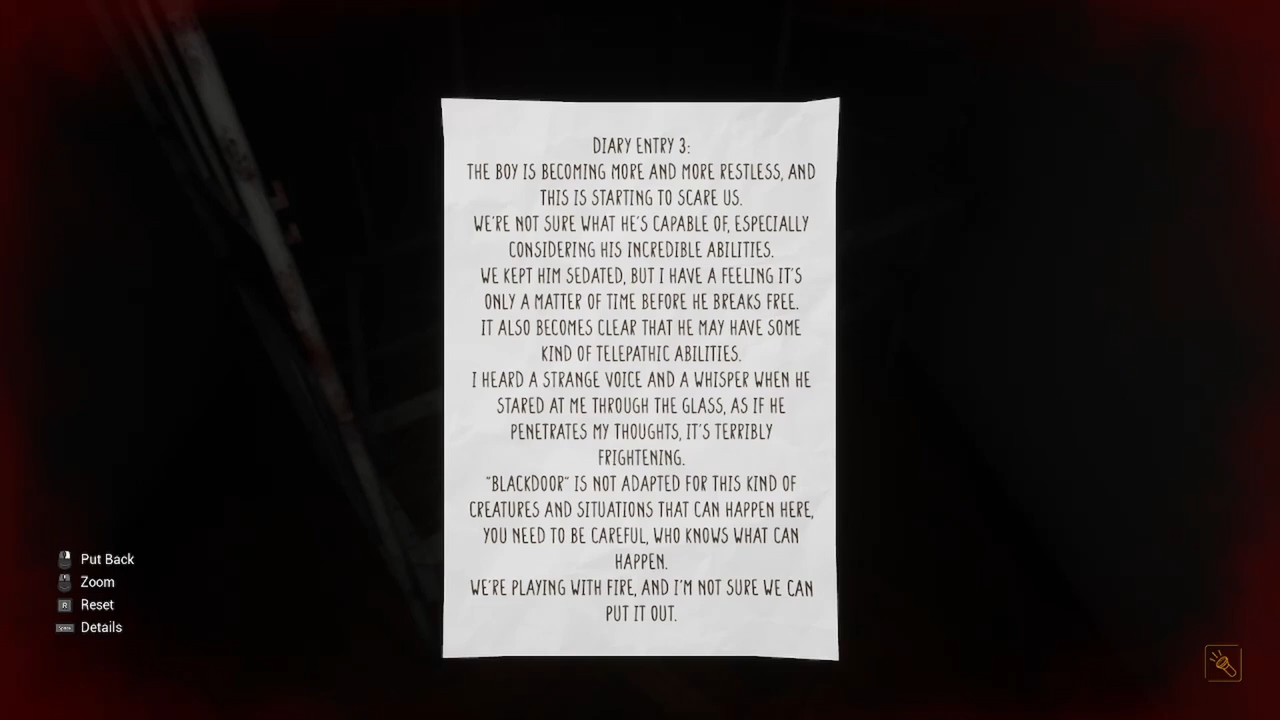 DIARY ENTRY 3:
THE BOY IS BECOMING MORE AND MORE RESTLESS, AND
THIS IS STARTING TO SCARE US.
WE'RE NOT SURE WHAT HE'S CAPABLE OF, ESPECIALLY
CONSIDERING HIS INCREDIBLE ABILITIES.
WE KEPT HIM SEDATED, BUT I HAVE A FEELING IT'S
ONLY A MATTER OF TIME BEFORE HE BREAKS FREE.
IT ALSO BECOMES CLEAR THAT HE MAY HAVE SOME
KIND OF TELEPATHIC ABILITIES.
I HEARD A STRANGE VOICE AND A WHISPER WHEN HE
STARED AT ME THROUGH THE GLASS, AS IF HE
PENETRATES MY THOUGHTS, IT'S TERRIBLY
FRIGHTENING.
"BLACKDOOR" IS NOT ADAPTED FOR THIS KIND OF
CREATURES AND SITUATIONS THAT CAN HAPPEN HERE,
YOU NEED TO BE CAREFUL, WHO KNOWS WHAT CAN
HAPPEN.
WE'RE PLAYING WITH FIRE, AND I'M NOT SURE WE CAN
PUT IT OUT.
Put Back
Zoom
R Reset
Space Details